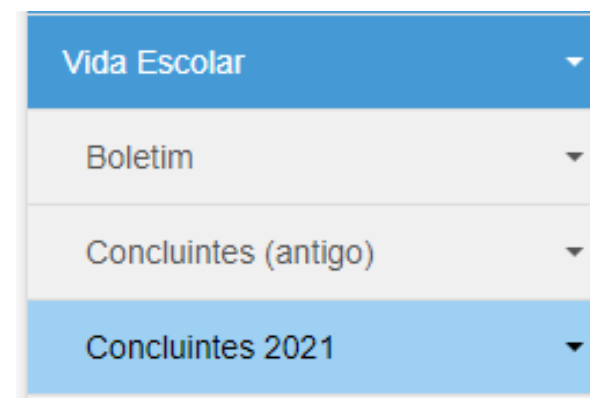 Vida Escolar
Boletim
Concluintes (antigo)
Concluintes 2021